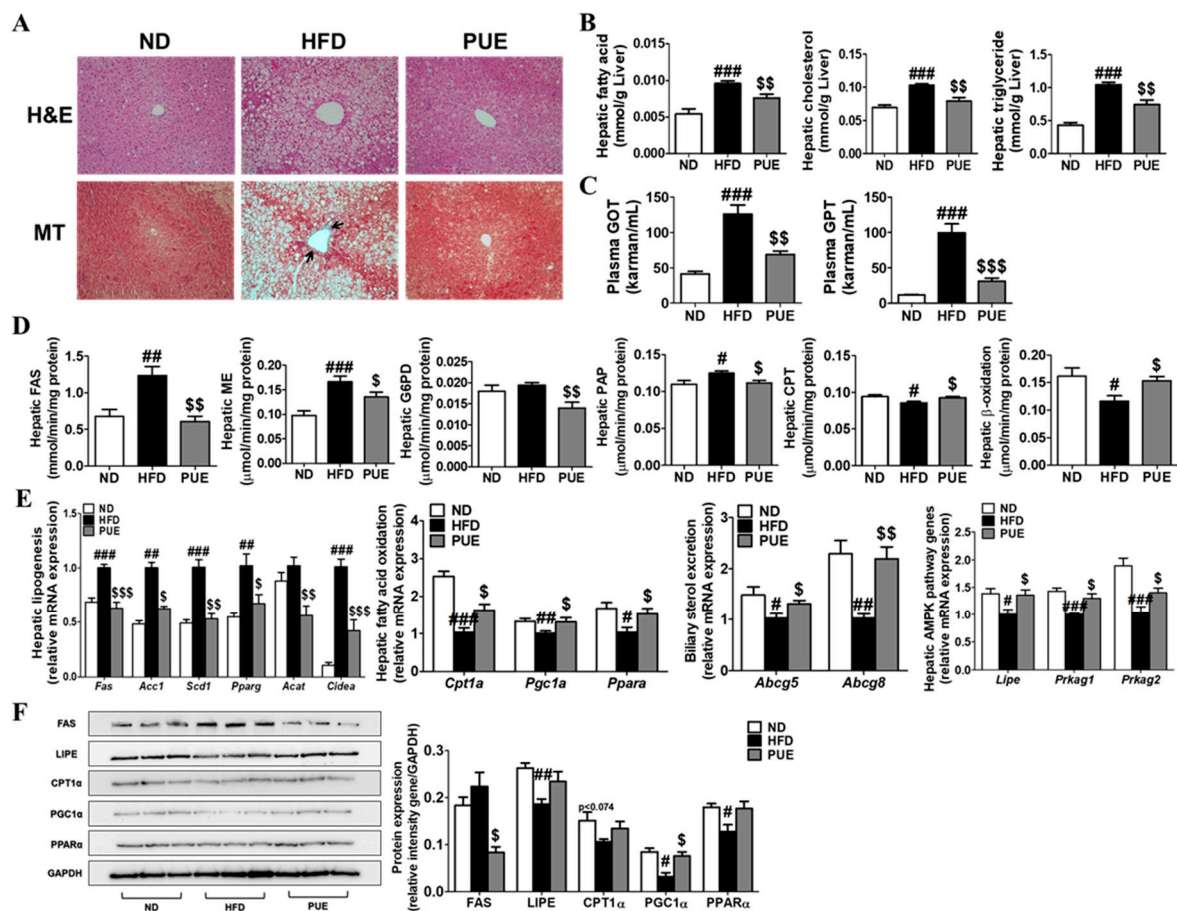 A
ND HFD PUE
H&E
MT
B
Hepatic fatty acid
(mmol/g Liver)
0.015
0.010
0.005
0.000
###
$$
ND HFD PUE
Hepatic cholesterol
(mmol/g Liver)
0.15
0.10
0.05
0.00
###
$$
ND HFD PUE
Hepatic triglyceride
(mmol/g Liver)
1.5
1.0
0.5
0.0
###
$$
ND HFD PUE
C
Plasma GOT
(karman/mL)
150
100
50
0
###
$$
ND HFD PUE
Plasma GPT
(karman/mL)
150
100
50
0
###
$$$
ND HFD PUE
D
Hepatic FAS
(mmol/min/mg protein)
1.5
1.0
0.5
0.0
##
$$
ND HFD PUE
Hepatic ME
(μmol/min/mg protein)
0.20
0.15
0.10
0.05
0.00
###
$
ND HFD PUE
Hepatic G6PD
(μmol/min/mg protein)
0.025
0.020
0.015
0.010
0.005
0.000
$$
ND HFD PUE
Hepatic PAP
(μmol/min/mg protein)
0.15
0.10
0.05
0.00
#
$
ND HFD PUE
Hepatic CPT
(μmol/min/mg protein)
0.15
0.10
0.05
0.00
#
$
ND HFD PUE
Hepatic β-oxidation
(μmol/min/mg protein)
0.20
0.15
0.10
0.05
0.00
#
$
ND HFD PUE
E
Hepatic lipogenesis
(relative mRNA expression)
1.5
1.0
0.5
0.0
ND
HFD
PUE
### ## ### ## ###
$$$ $ $$ $ $$ $$$
Fas Acc1 Scd1 Pparg Acat Cidea
Hepatic fatty acid oxidation
(relative mRNA expression)
4
3
2
1
0
ND
HFD
PUE
### $ ## $ # $
Cpt1a Pgc1a Ppara
Biliary sterol excretion
(relative mRNA expression)
3
2
1
0
ND
HFD
PUE
# $ ## $$
Abcg5 Abcg8
Hepatic AMPK pathway genes
(relative mRNA expression)
2.0
1.5
1.0
0.5
0.0
ND
HFD
PUE
# $ ### $ ### $
Lipe Prkag1 Prkag2
F
FAS
LIPE
CPT1α
PGC1α
PPARα
GAPDH
ND HFD PUE
Protein expression
(relative intensity gene/GAPDH)
0.3
0.2
0.1
0.0
ND
HFD
PUE
$ ## p<0.074 # $ #
FAS LIPE CPT1α PGC1α PPARα